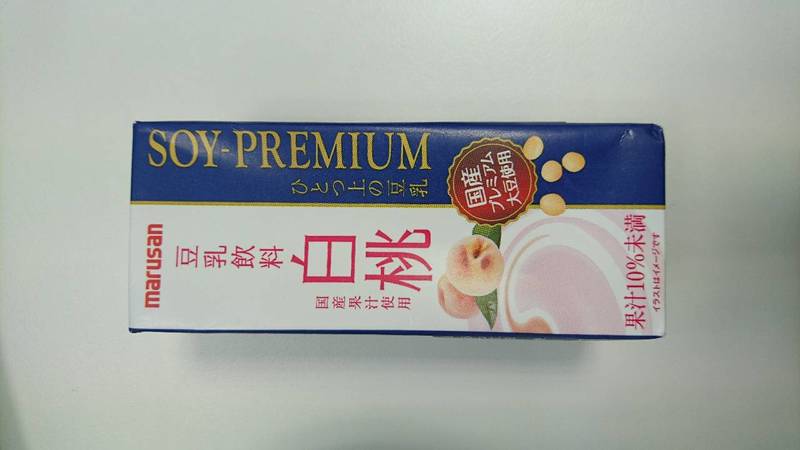 SOY-PREMIUM
ひとつ上の豆乳
国産
プレミアム
大豆使用
marusan
豆乳飲料
白桃
国産果汁使用
果汁10%未満
イラストはイメージです